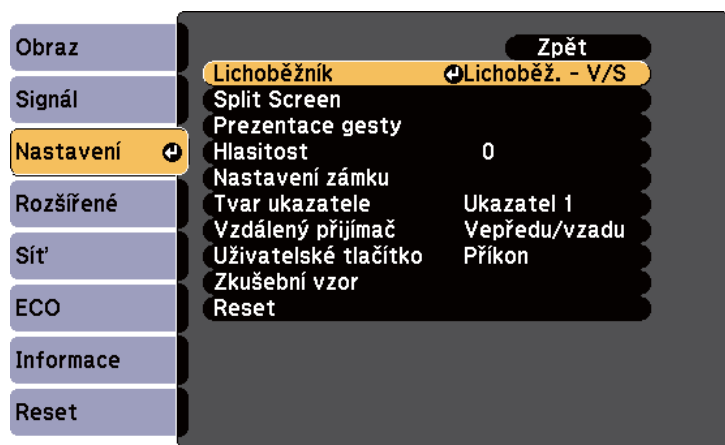 Obraz
Signál
Nastavení
Rozšířené
Síť
ECO
Informace
Reset
Zpět
Lichoběžník Lichoběž. - V/S
Split Screen
Prezentace gesty
Hlasitost 0
Nastavení zámku
Tvar ukazatele Ukazatel 1
Vzdálený přijímač Vepředu/vzadu
Uživatelské tlačítko Příkon
Zkušební vzor
Reset